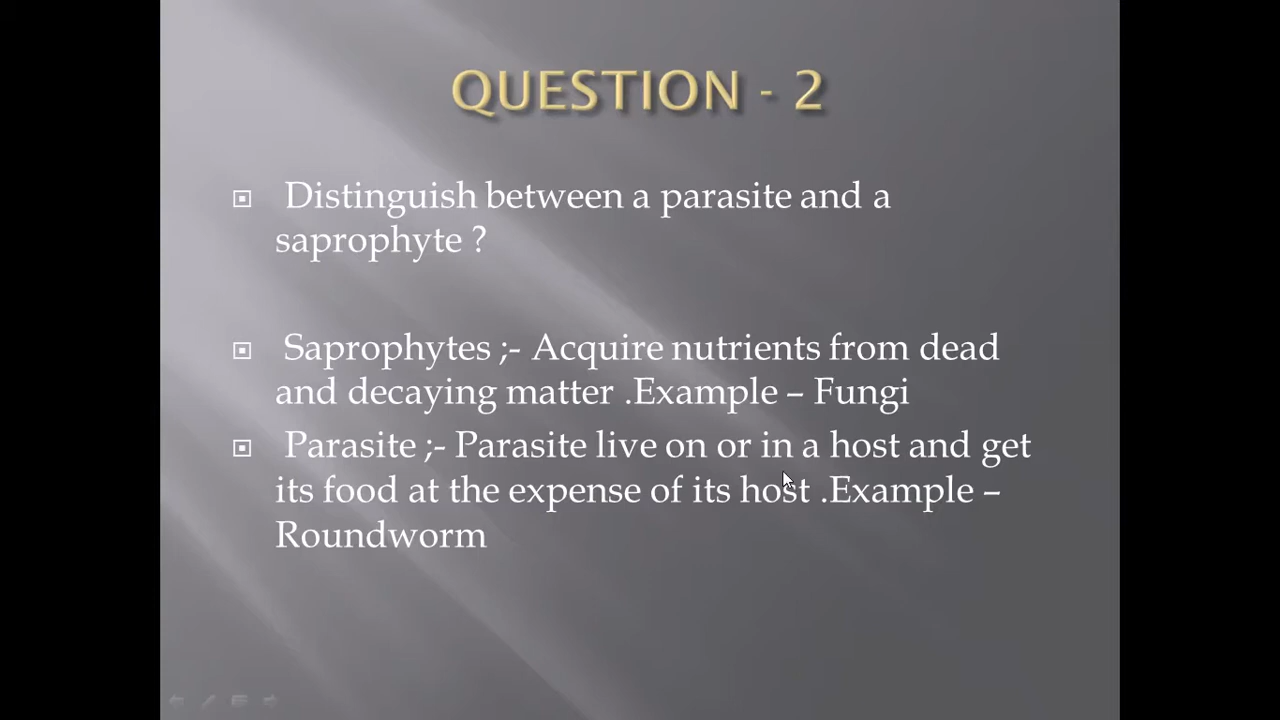 QUESTION - 2
Distinguish between a parasite and a
saprophyte ?
Saprophytes ;- Acquire nutrients from dead
and decaying matter .Example – Fungi
Parasite ;- Parasite live on or in a host and get
its food at the expense of its host .Example –
Roundworm